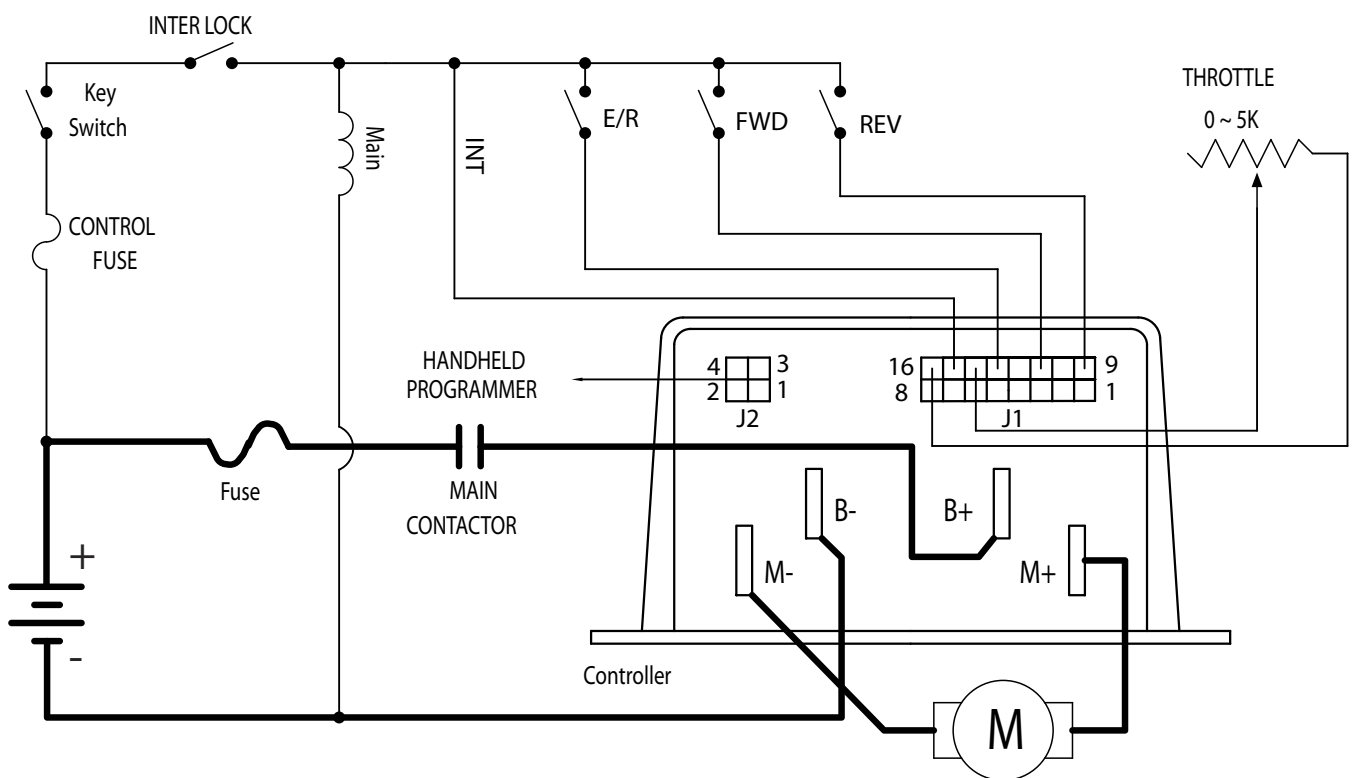 INTER LOCK
Key
Switch
Main
INT
E/R
FWD
REV
THROTTLE
0 ~ 5K
CONTROL
FUSE
HANDHELD
PROGRAMMER
4 3
2 1
J2
16 9
8 1
J1
Fuse
MAIN
CONTACTOR
B-
B+
M-
M+
+
-
Controller
M